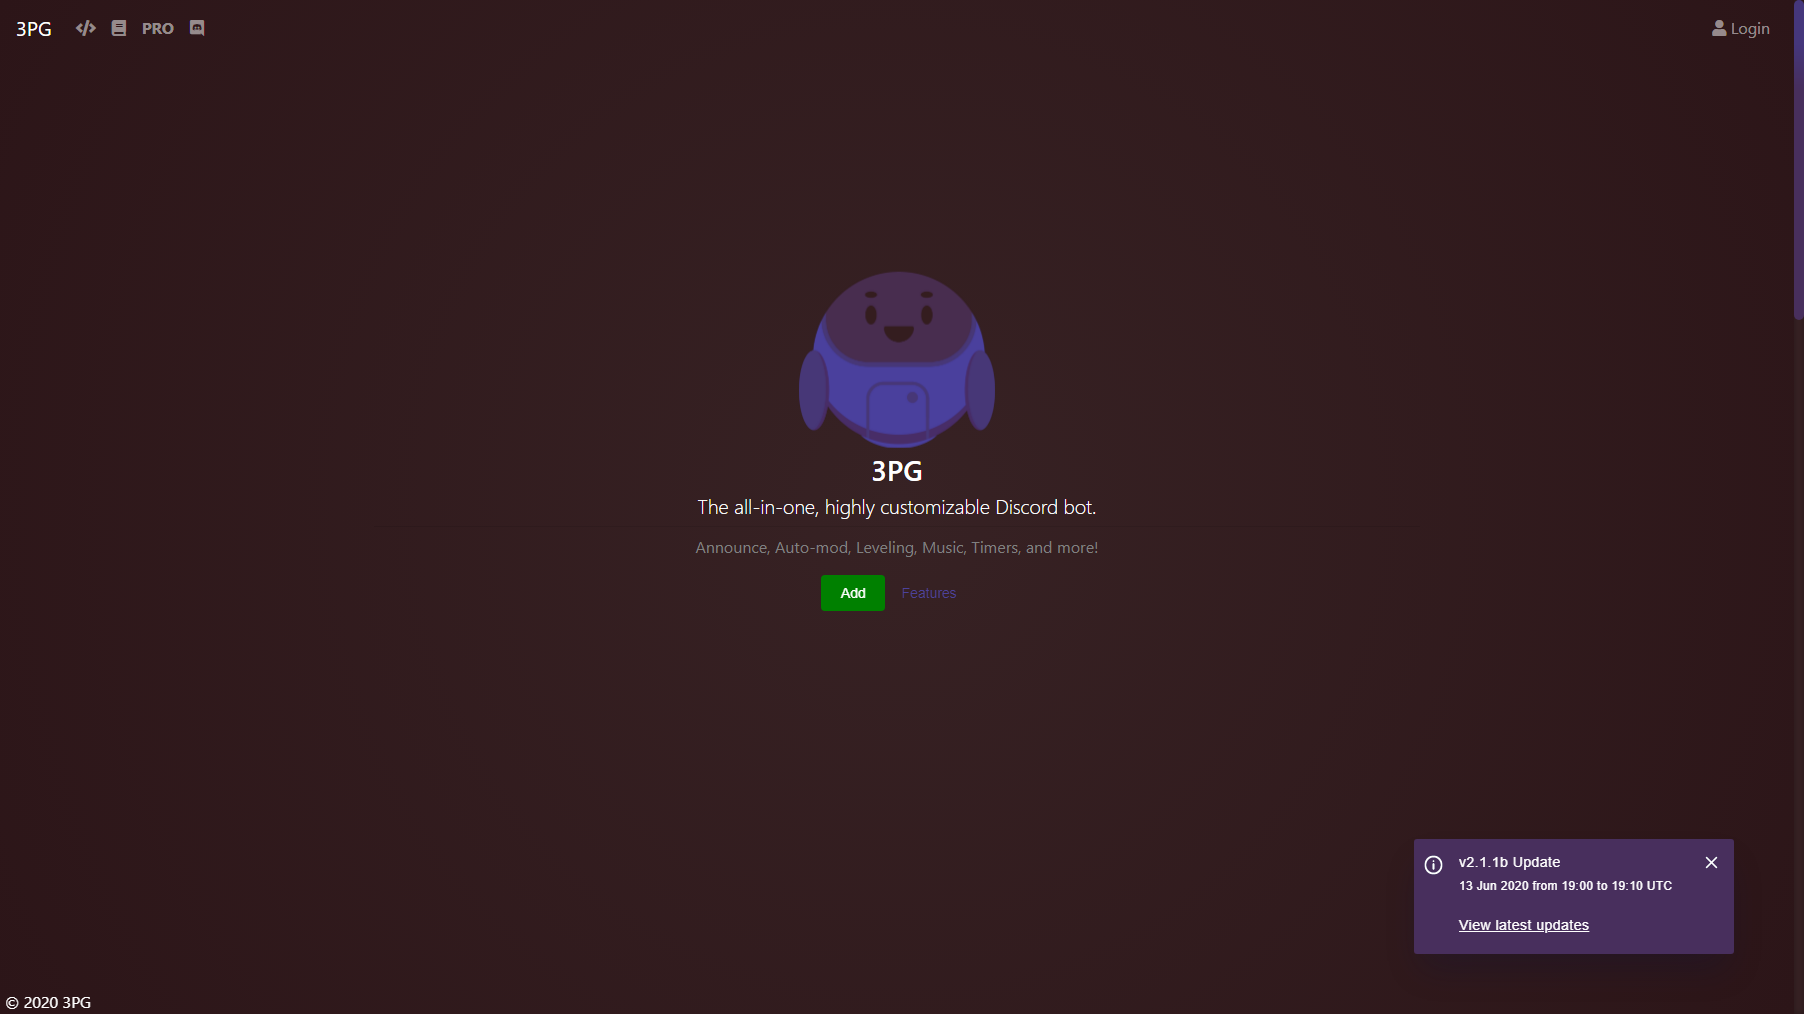 3PG PRO Login
3PG
The all-in-one, highly customizable Discord bot.
Announce, Auto-mod, Leveling, Music, Timers, and more!
Add Features
v2.1.1b Update
13 Jun 2020 from 19:00 to 19:10 UTC
View latest updates
© 2020 3PG